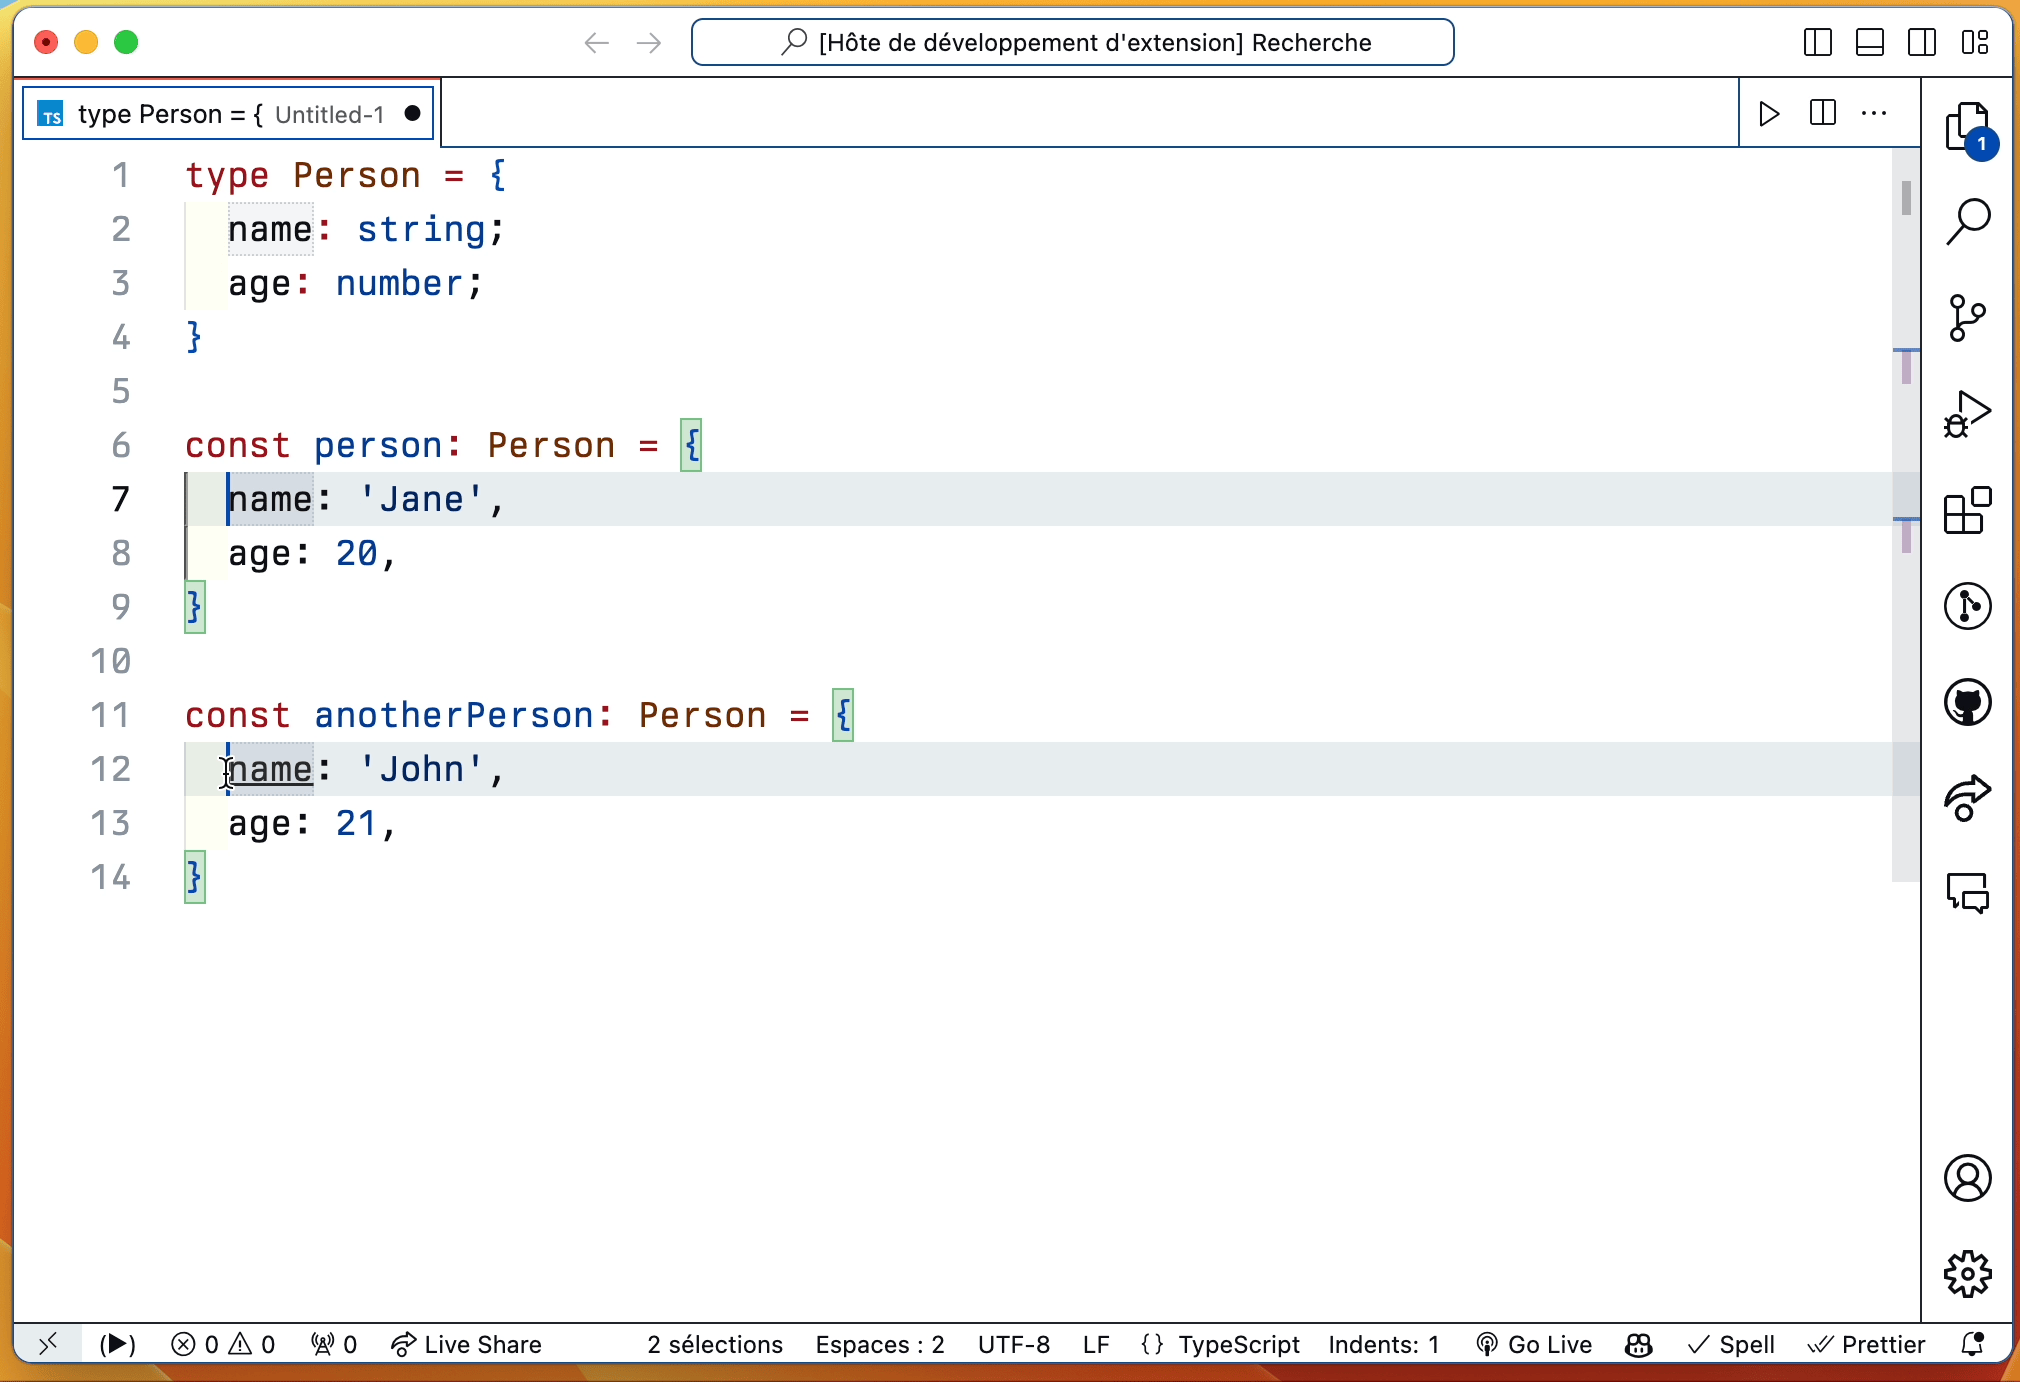 [Hôte de développement d'extension] Recherche
TS type Person = { Untitled-1
1 type Person = {
2 name: string;
3 age: number;
4 }
5
6 const person: Person = {
7 name: 'Jane',
8 age: 20,
9 }
10
11 const anotherPerson: Person = {
12 name: 'John',
13 age: 21,
14 }
1
0 0 0 Live Share 2 sélections Espaces : 2 UTF-8 LF {} TypeScript Indents: 1 Go Live Spell Prettier